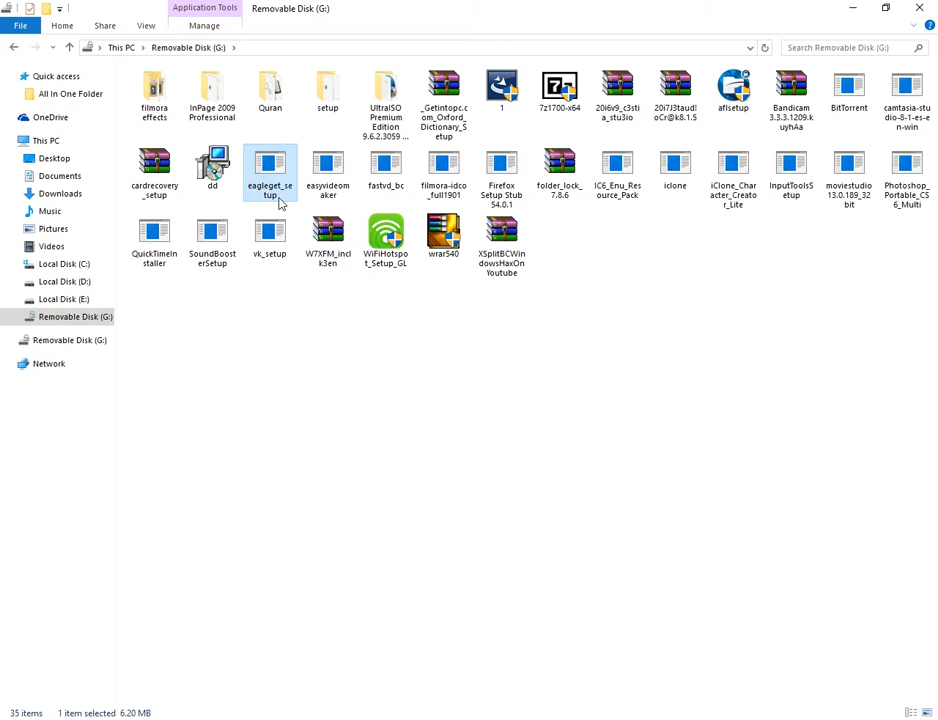 Application Tools
Removable Disk (G:)
File
Home
Share
View
Manage
This PC
Removable Disk (G:)
Search Removable Disk (G:)
Quick access
All In One Folder
OneDrive
This PC
Desktop
Documents
Downloads
Music
Pictures
Videos
Local Disk (C:)
Local Disk (D:)
Local Disk (E:)
Removable Disk (G:)
Removable Disk (G:)
Network
filmora
effects
InPage 2009
Professional
Quran
setup
UltraISO
Premium
Edition
9.6.2.3059 ...
_Getintopc.c
om_Oxford_
Dictionary_S
etup
1
7z1700-x64
20i6v9_c3sti
a_stu3io
20i7J3taud!
oCr@k8.1.5
aflsetup
Bandicam
3.3.3.1209.k
uyhAa
BitTorrent
camtasia-stu
dio-8-1-es-e
n-win
cardrecovery
_setup
dd
eagleget_se
tup
easyvideom
aker
fastvd_bc
filmora-idco
_full1901
Firefox
Setup Stub
54.0.1
folder_lock_
7.8.6
IC6_Enu_Res
ource_Pack
iclone
iClone_Char
acter_Creato
r_Lite
InputToolsS
etup
moviestudio
13.0.189_32
bit
Photoshop_
Portable_CS
6_Multi
QuickTimeIn
staller
SoundBoost
erSetup
vk_setup
W7XFM_incl
k3en
WiFiHotspo
t_Setup_GL
wrar540
XSplitBCWin
dowsHaxOn
Youtube
35 items
1 item selected 6.20 MB